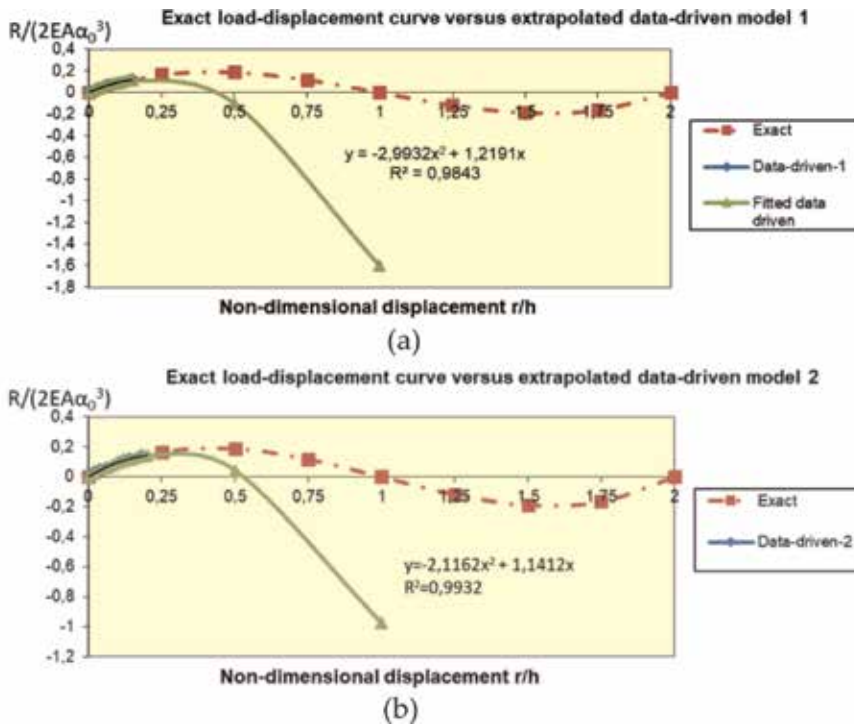 Exact load-displacement curve versus extrapolated data-driven model 1
R/(2EAα₀³)
0,4
0,2
0
-0,2
-0,4
-0,6
-0,8
-1
-1,2
-1,4
-1,6
-1,8
0 0,25 0,5 0,75 1 1,25 1,5 1,75 2
y = -2,9932x² + 1,2191x
R² = 0,9843
Exact
Data-driven-1
Fitted data
driven
Non-dimensional displacement r/h
(a)
Exact load-displacement curve versus extrapolated data-driven model 2
R/(2EAα₀³)
0,4
0,2
0
-0,2
-0,4
-0,6
-0,8
-1
-1,2
0 0,25 0,5 0,75 1 1,25 1,5 1,75 2
y=-2,1162x² + 1,1412x
R²=0,9932
Exact
Data-driven-2
Non-dimensional displacement r/h
(b)